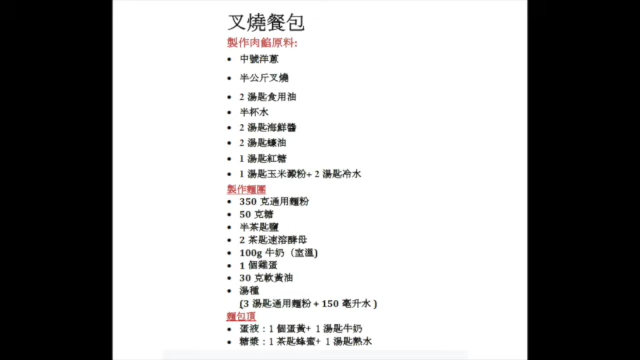 叉燒餐包
製作肉餡原料:
• 中號洋蔥
• 半公斤叉燒
• 2 湯匙食用油
• 半杯水
• 2 湯匙海鮮醬
• 2 湯匙蠔油
• 1 湯匙紅糖
• 1 湯匙玉米澱粉+ 2 湯匙冷水
製作麵團
• 350 克通用麵粉
• 50 克糖
• 半茶匙鹽
• 2 茶匙速溶酵母
• 100g 牛奶（室溫)
• 1 個雞蛋
• 30 克軟黃油
• 湯種
(3 湯匙通用麵粉 + 150 毫升水 )
麵包頂
• 蛋液：1 個蛋黃+ 1 湯匙牛奶
• 糖漿：1 茶匙蜂蜜+ 1 湯匙熱水